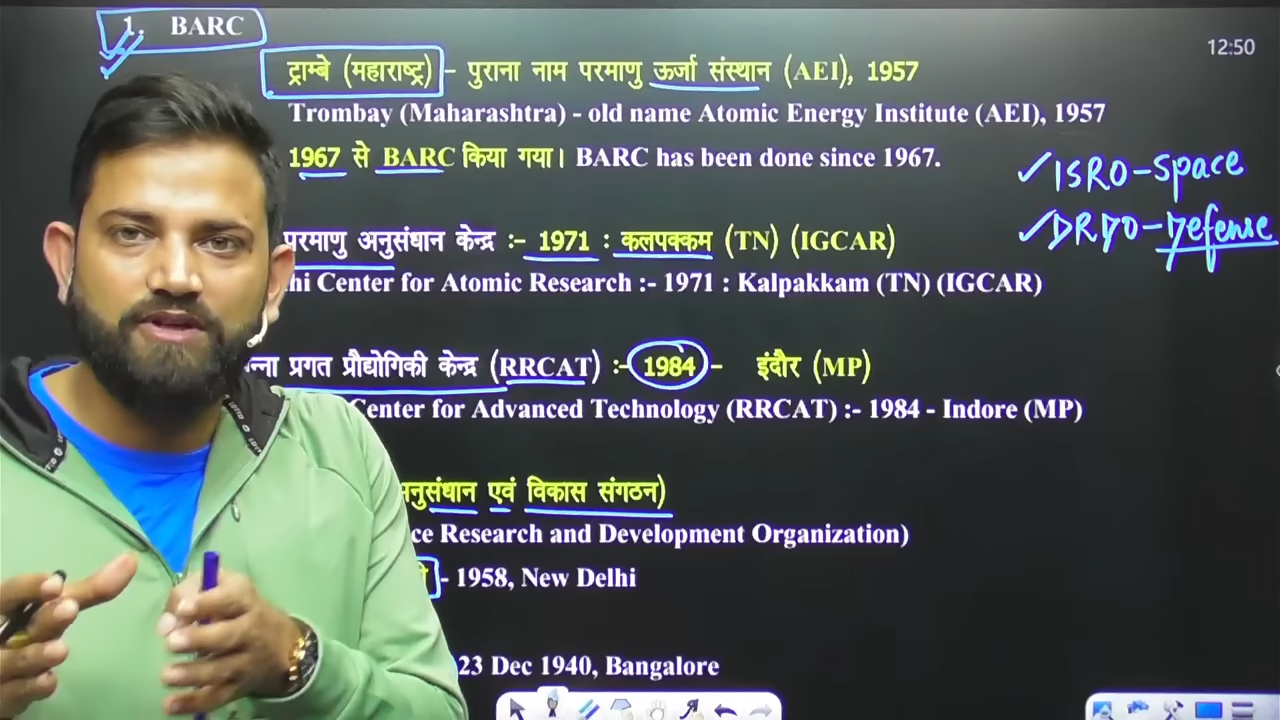 1. BARC
12:50
ट्राम्बे (महाराष्ट्र) – पुराना नाम परमाणु ऊर्जा संस्थान (AEI), 1957
Trombay (Maharashtra) - old name Atomic Energy Institute (AEI), 1957
1967 से BARC किया गया। BARC has been done since 1967.
✓ISRO-Space
✓DRDO-Defense
परमाणु अनुसंधान केन्द्र :- 1971 : कलपक्कम (TN) (IGCAR)
hi Center for Atomic Research :- 1971 : Kalpakkam (TN) (IGCAR)
न्ना प्रगत प्रौद्योगिकी केन्द्र (RRCAT) :- 1984 – इंदौर (MP)
Center for Advanced Technology (RRCAT) :- 1984 - Indore (MP)
अनुसंधान एवं विकास संगठन)
ce Research and Development Organization)
- 1958, New Delhi
23 Dec 1940, Bangalore